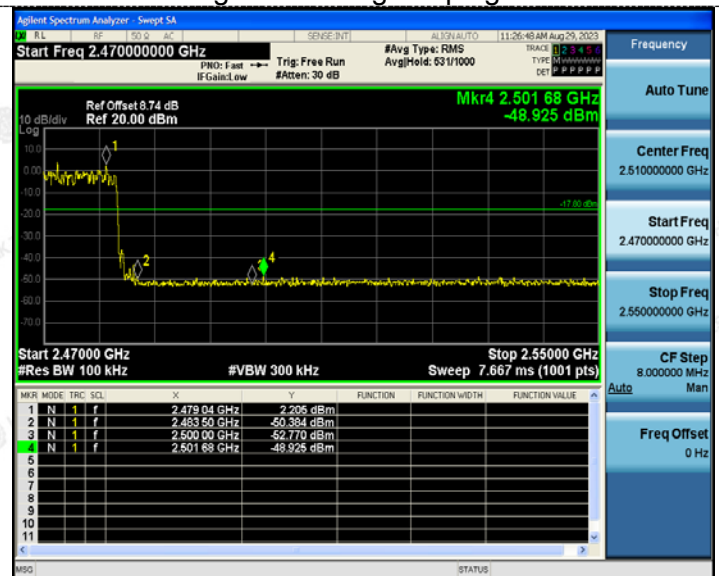 Agilent Spectrum Analyzer - Swept SA
RL RF 50 Ω AC SENSE:INT ALIGN AUTO 11:26:48 AM Aug 29, 2023
Start Freq 2.470000000 GHz
PNO: Fast
IFGain:Low
Trig: Free Run
#Atten: 30 dB
#Avg Type: RMS
Avg|Hold: 531/1000
TRACE 1 2 3 4 5 6
TYPE M W W W W W
DET P P P P P P
Ref Offset 8.74 dB
10 dB/div Ref 20.00 dBm
Log
Mkr4 2.501 68 GHz
-48.925 dBm
10.0
0.00
-10.0
-20.0
-30.0
-40.0
-50.0
-60.0
-70.0
1
2
4
-17.80 dBm
Start 2.47000 GHz Stop 2.55000 GHz
#Res BW 100 kHz #VBW 300 kHz Sweep 7.667 ms (1001 pts)
MKR MODE TRC SCL X Y FUNCTION FUNCTION WIDTH FUNCTION VALUE
1 N 1 f 2.479 04 GHz 2.205 dBm
2 N 1 f 2.483 50 GHz -50.384 dBm
3 N 1 f 2.500 00 GHz -52.770 dBm
4 N 1 f 2.501 68 GHz -48.925 dBm
5
6
7
8
9
10
11
MSG STATUS
Frequency
Auto Tune
Center Freq
2.510000000 GHz
Start Freq
2.470000000 GHz
Stop Freq
2.550000000 GHz
CF Step
8.000000 MHz
Auto Man
Freq Offset
0 Hz